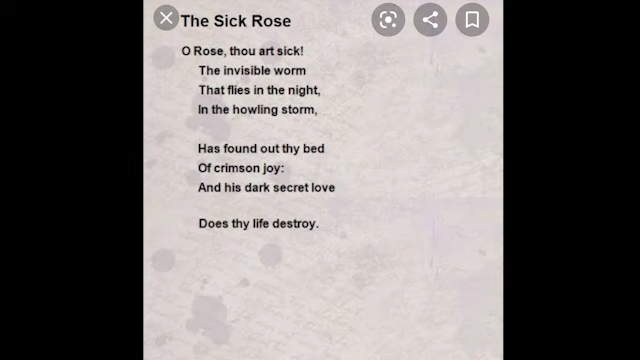 The Sick Rose
O Rose, thou art sick!
The invisible worm
That flies in the night,
In the howling storm,
Has found out thy bed
Of crimson joy:
And his dark secret love
Does thy life destroy.